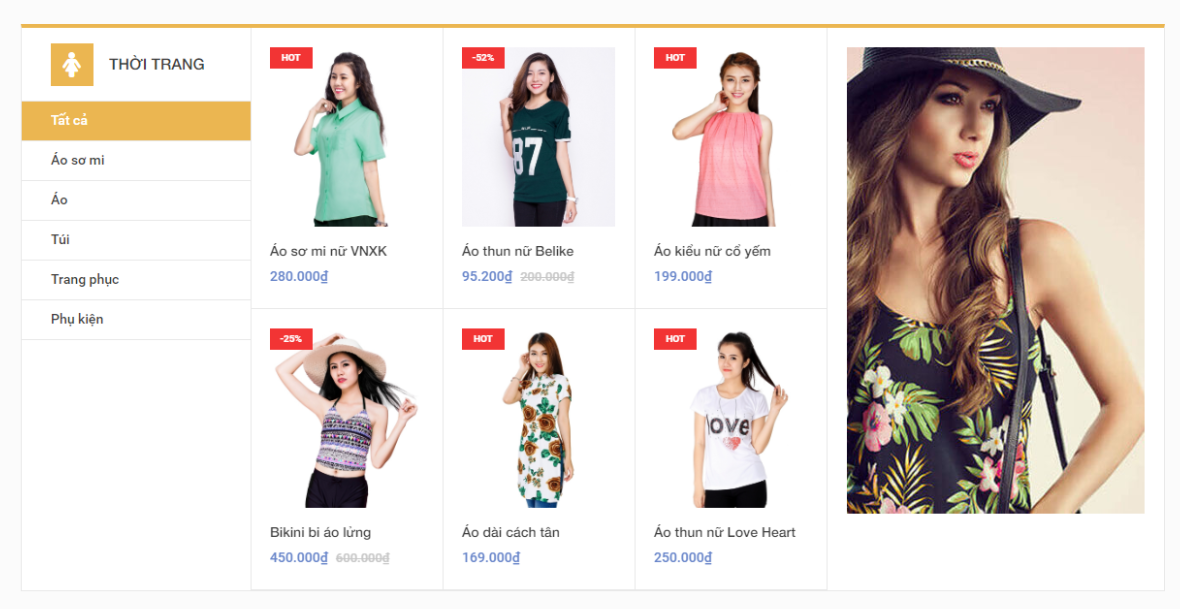 THỜI TRANG
Tất cả
Áo sơ mi
Áo
Túi
Trang phục
Phụ kiện
HOT
Áo sơ mi nữ VNXK
280.000₫
-52%
87
Áo thun nữ Belike
95.200₫ 200.000₫
HOT
Áo kiểu nữ cổ yếm
199.000₫
-25%
Bikini bi áo lửng
450.000₫ 600.000₫
HOT
Áo dài cách tân
169.000₫
HOT
love
Áo thun nữ Love Heart
250.000₫